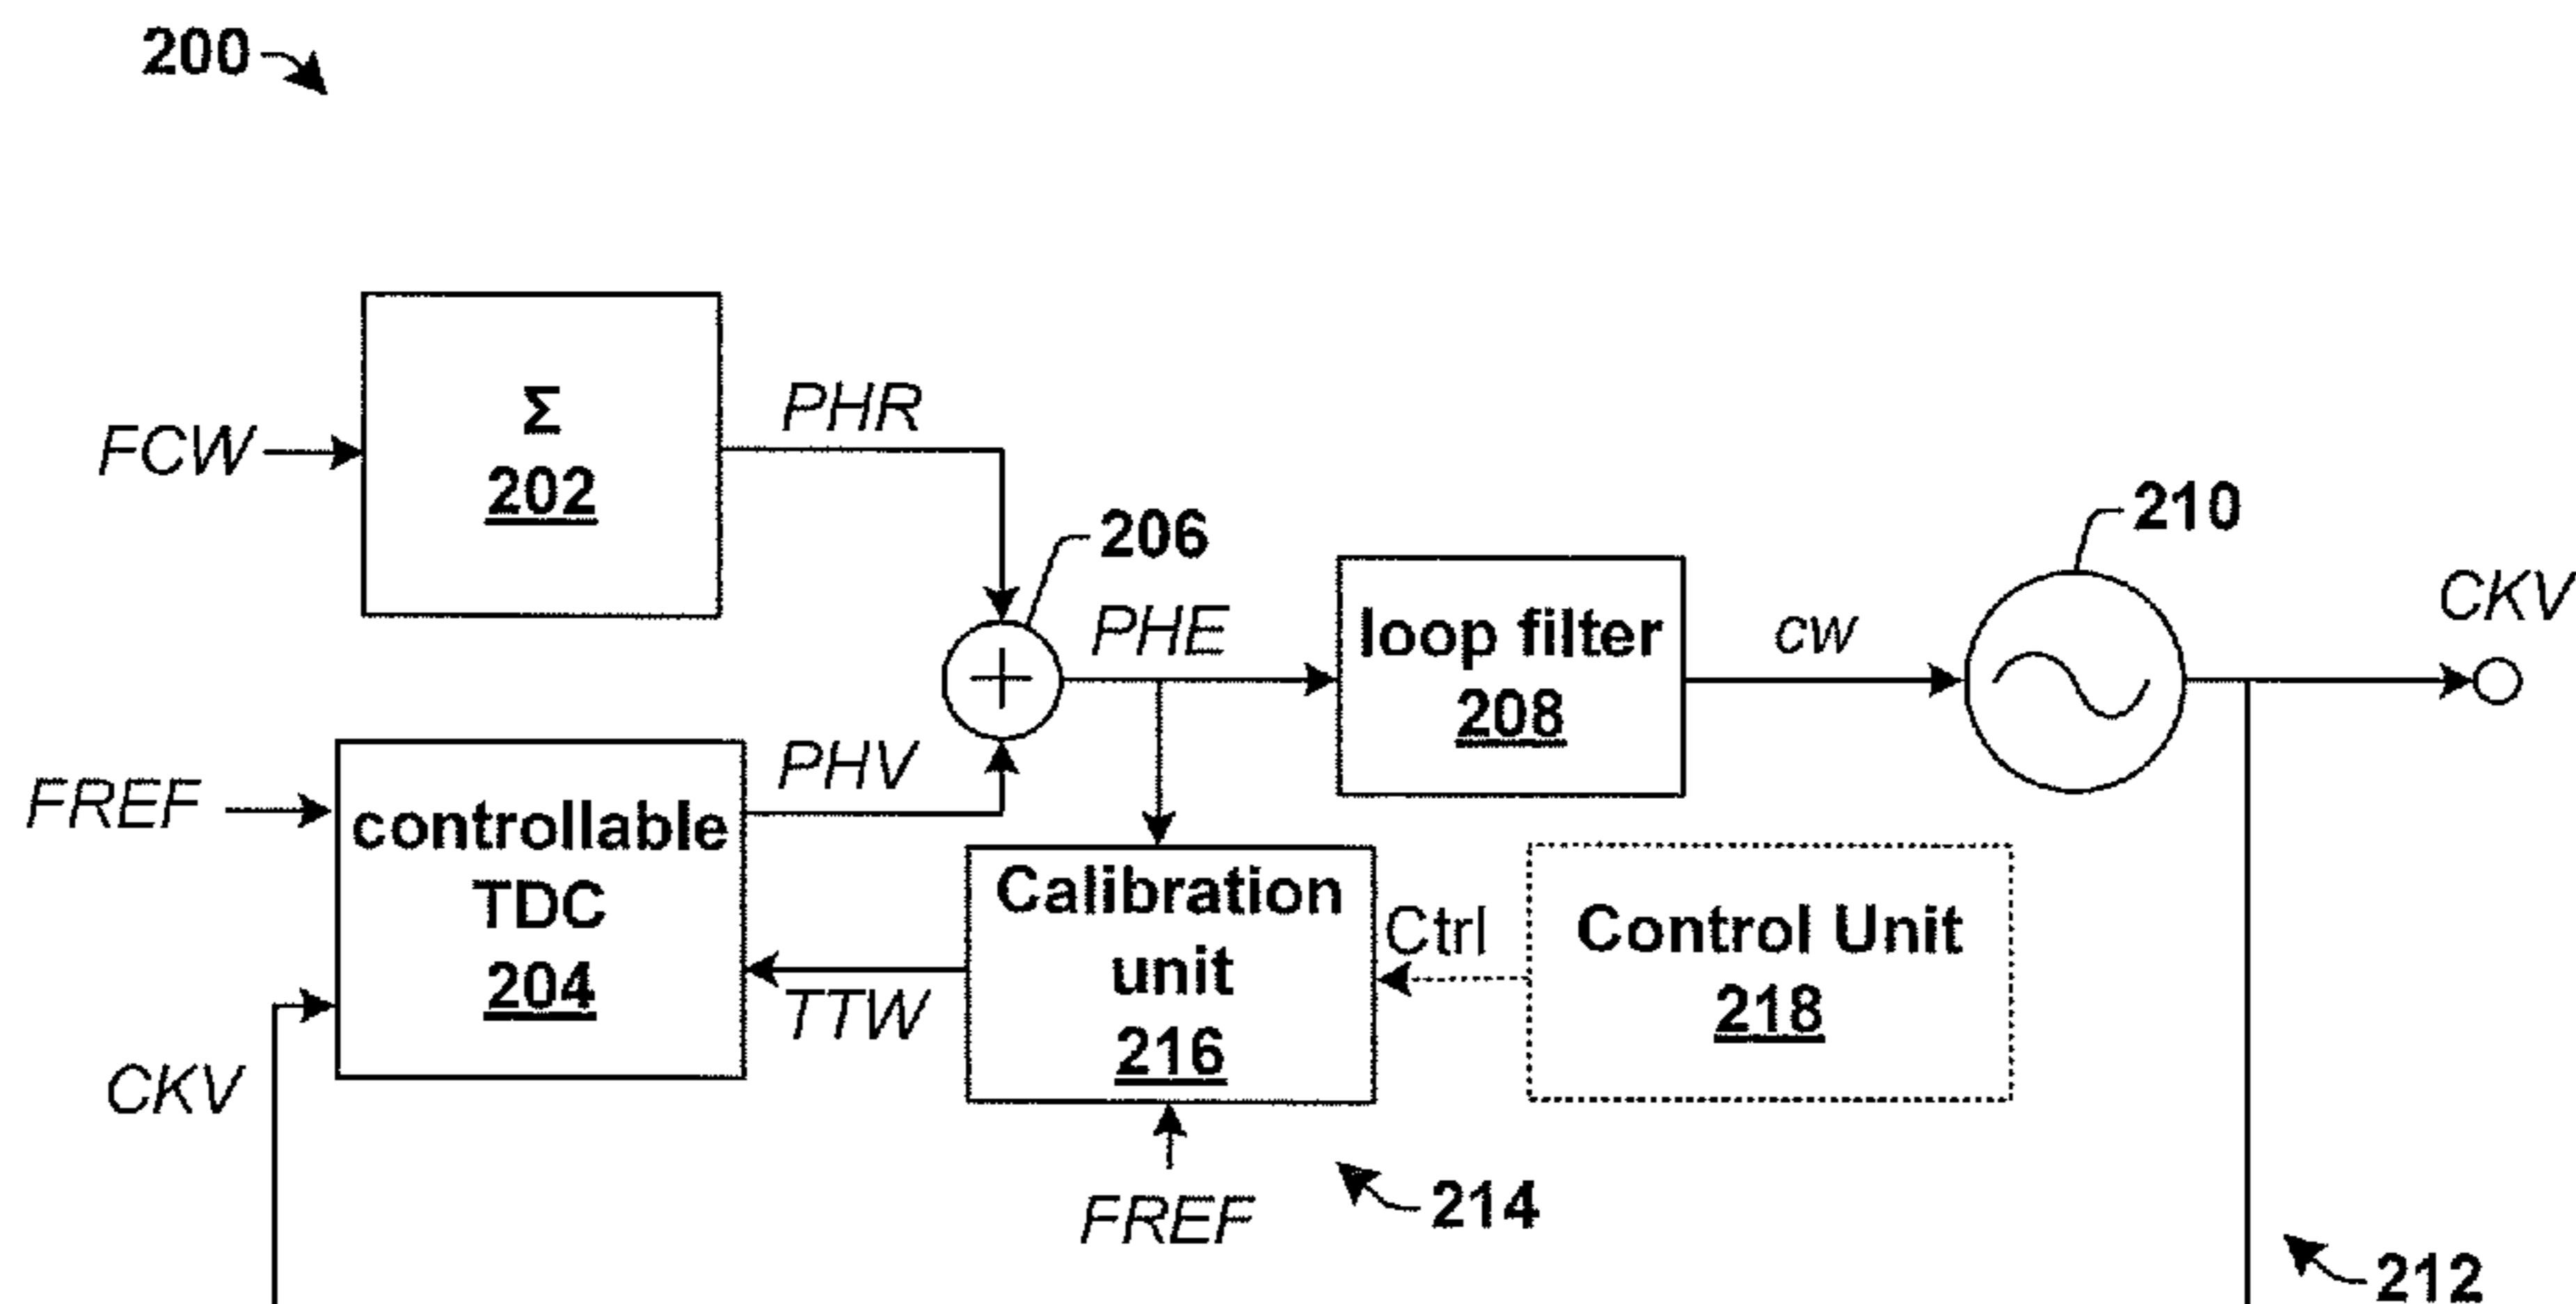 200
Σ
202
FCW
PHR
206
210
PHE
loop filter
208
cw
CKV
FREF
controllable
TDC
204
PHV
Calibration
unit
216
TTW
Ctrl
Control Unit
218
CKV
FREF
214
212